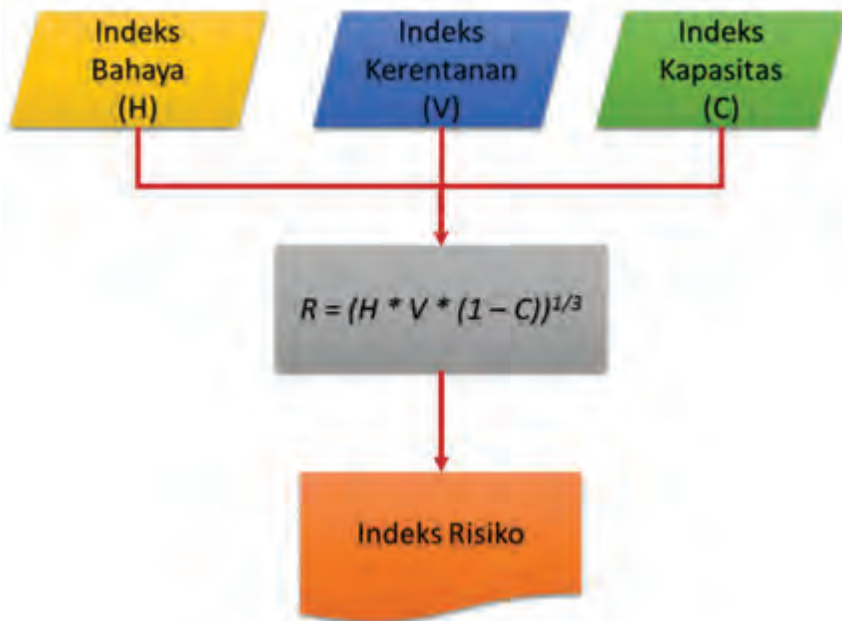 Indeks
Bahaya
(H)
Indeks
Kerentanan
(V)
Indeks
Kapasitas
(C)
R = (H * V * (1 – C))^1/3
Indeks Risiko